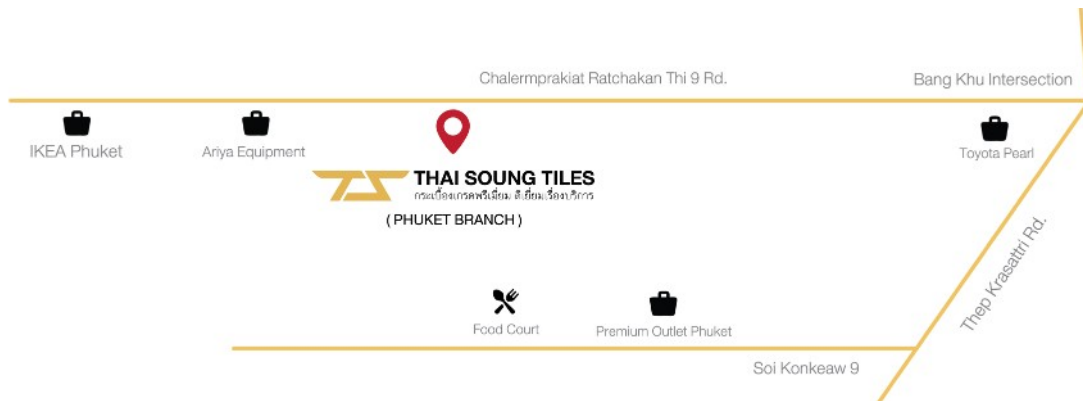 Chalermprakiat Ratchakan Thi 9 Rd.
Bang Khu Intersection
IKEA Phuket
Ariya Equipment
Toyota Pearl
THAI SOUNG TILES
กระเบื้องเกรดพรีเมี่ยม ดีเยี่ยมเรื่องบริการ
( PHUKET BRANCH )
Thep Krasattri Rd.
Food Court
Premium Outlet Phuket
Soi Konkeaw 9